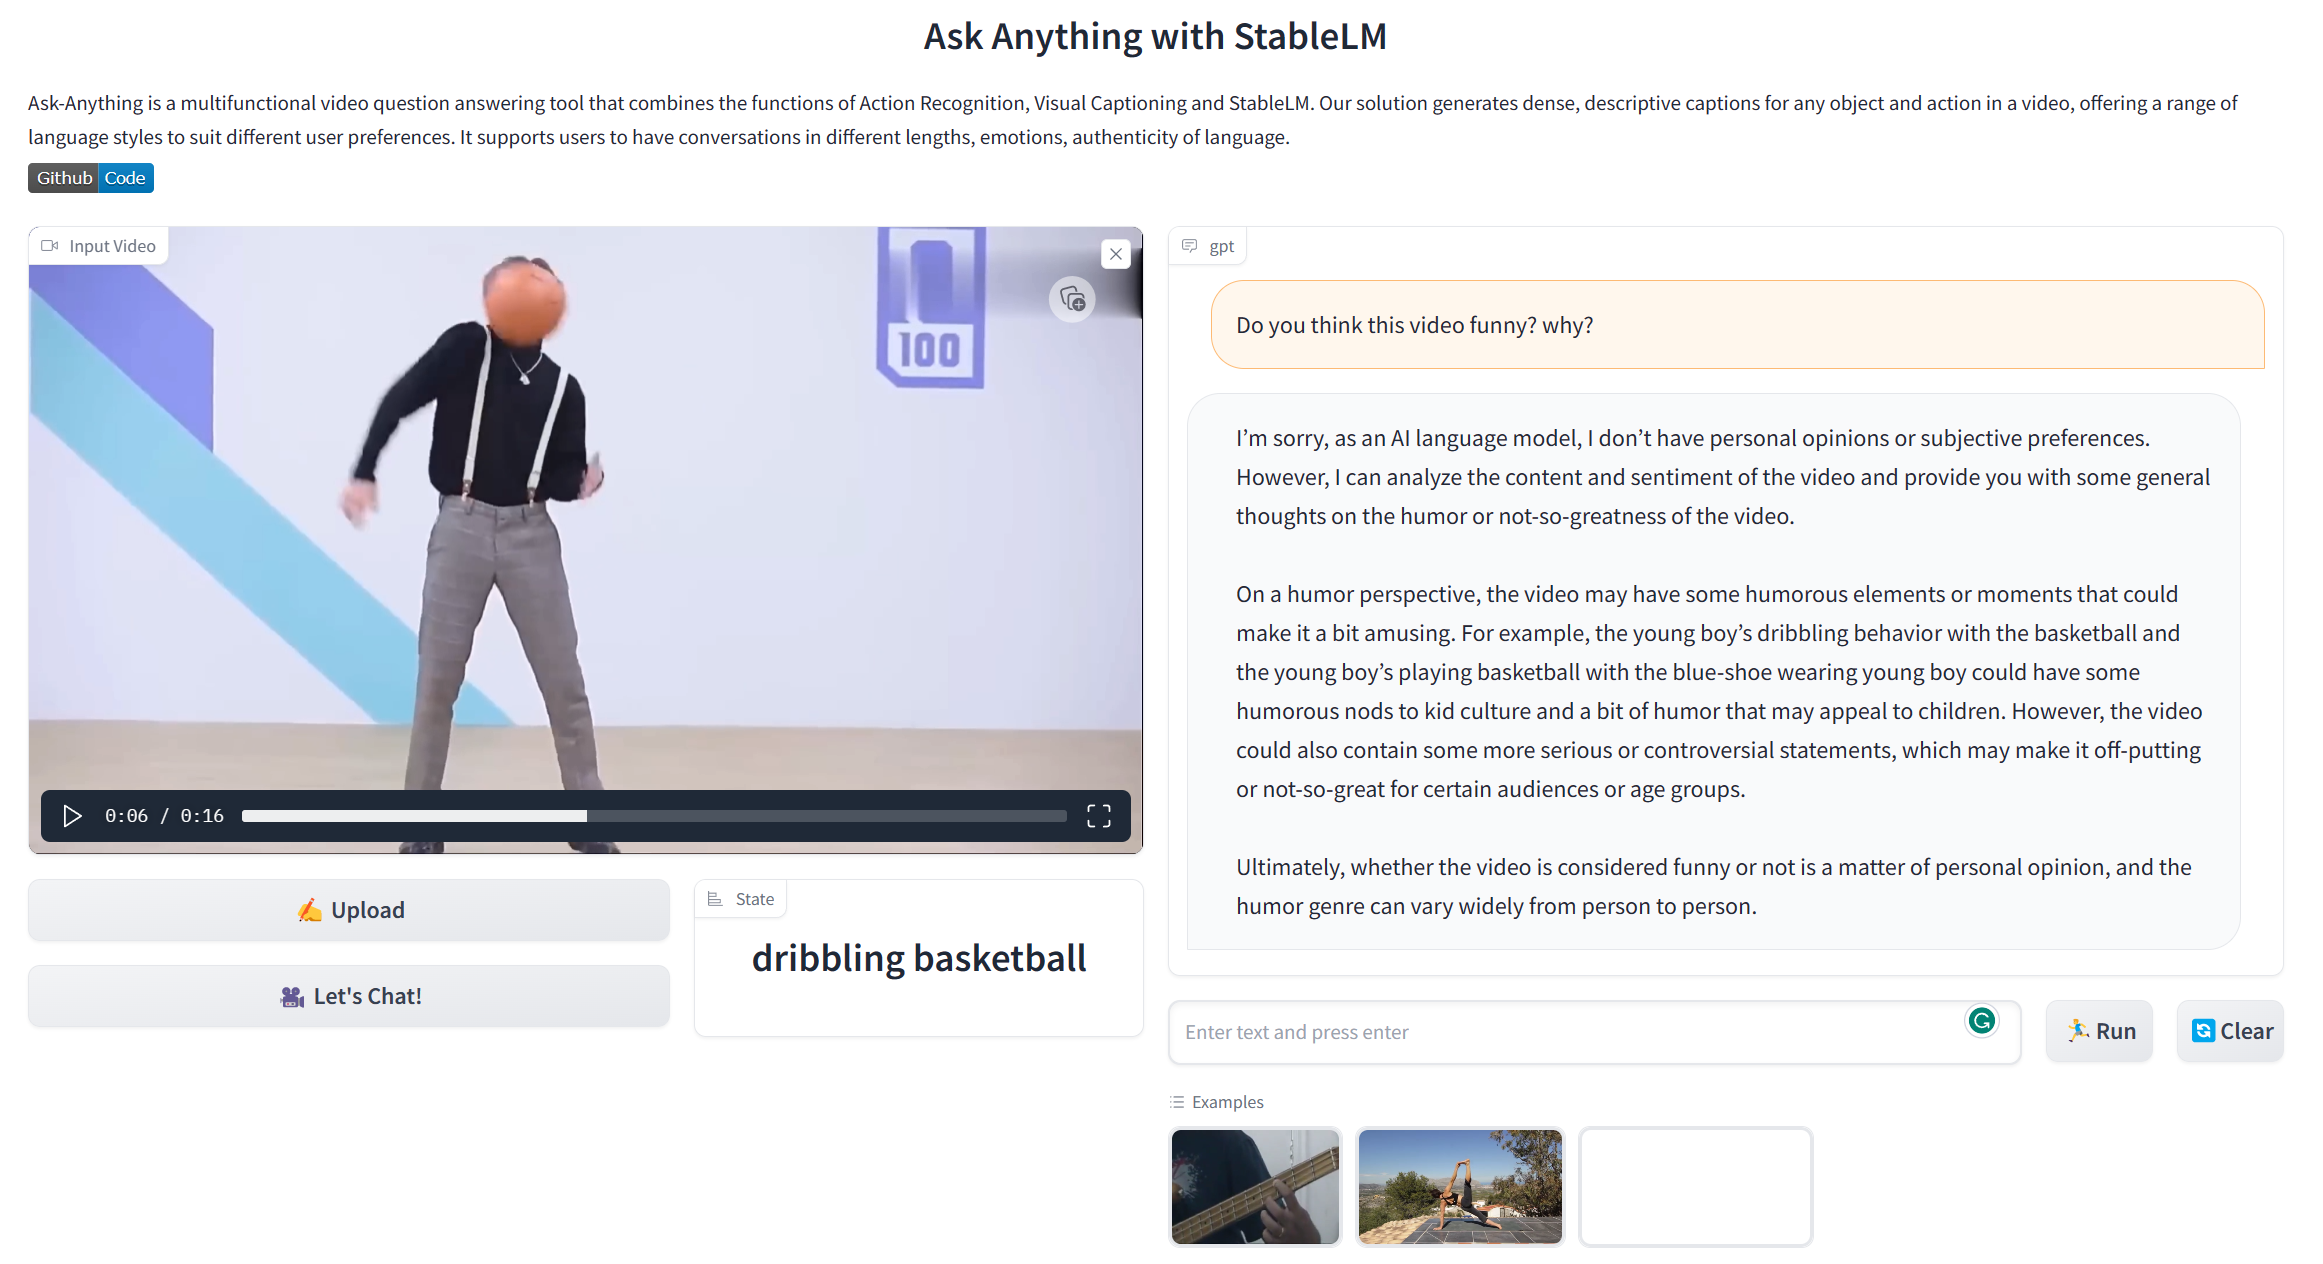 Ask Anything with StableLM
Ask-Anything is a multifunctional video question answering tool that combines the functions of Action Recognition, Visual Captioning and StableLM. Our solution generates dense, descriptive captions for any object and action in a video, offering a range of
language styles to suit different user preferences. It supports users to have conversations in different lengths, emotions, authenticity of language.
Github Code
Input Video
100
0:06 / 0:16
✍️ Upload
🎥 Let's Chat!
State
dribbling basketball
gpt
Do you think this video funny? why?
I’m sorry, as an AI language model, I don’t have personal opinions or subjective preferences.
However, I can analyze the content and sentiment of the video and provide you with some general
thoughts on the humor or not-so-greatness of the video.
On a humor perspective, the video may have some humorous elements or moments that could
make it a bit amusing. For example, the young boy’s dribbling behavior with the basketball and
the young boy’s playing basketball with the blue-shoe wearing young boy could have some
humorous nods to kid culture and a bit of humor that may appeal to children. However, the video
could also contain some more serious or controversial statements, which may make it off-putting
or not-so-great for certain audiences or age groups.
Ultimately, whether the video is considered funny or not is a matter of personal opinion, and the
humor genre can vary widely from person to person.
Enter text and press enter
🏃 Run
🔄 Clear
Examples